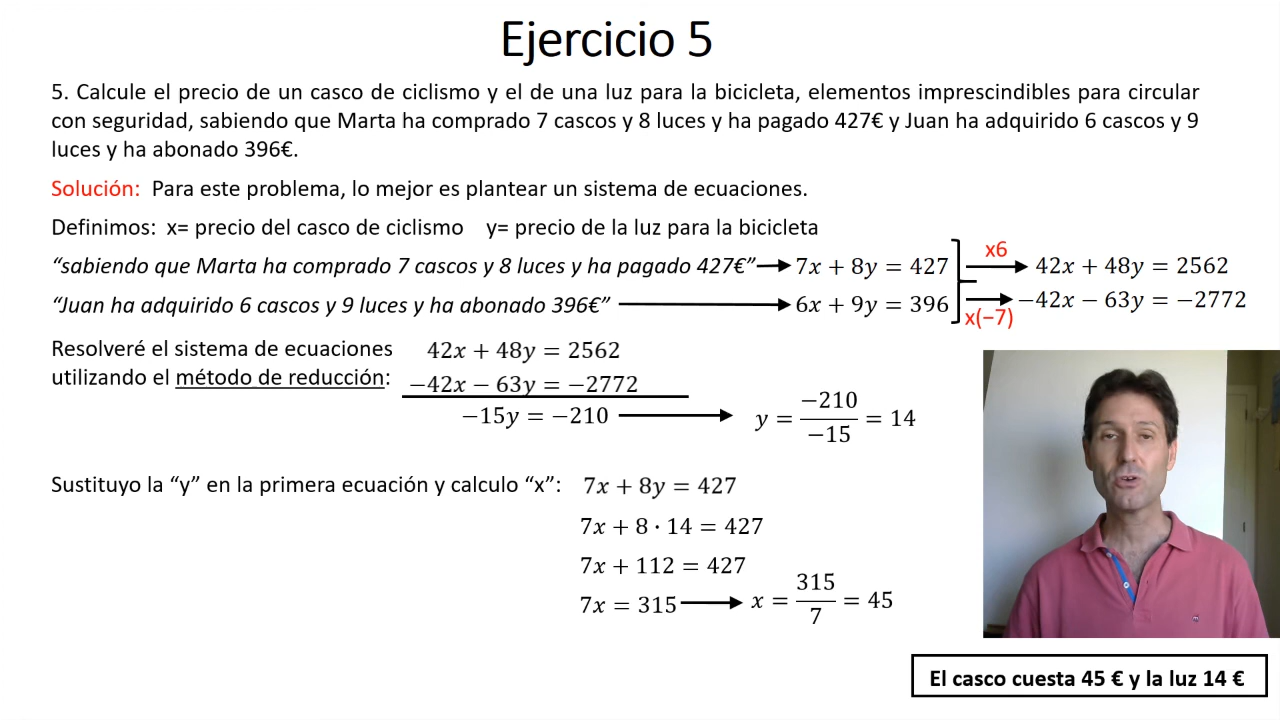 Ejercicio 5
5. Calcule el precio de un casco de ciclismo y el de una luz para la bicicleta, elementos imprescindibles para circular
con seguridad, sabiendo que Marta ha comprado 7 cascos y 8 luces y ha pagado 427€ y Juan ha adquirido 6 cascos y 9
luces y ha abonado 396€.
Solución: Para este problema, lo mejor es plantear un sistema de ecuaciones.
Definimos: x= precio del casco de ciclismo y= precio de la luz para la bicicleta
“sabiendo que Marta ha comprado 7 cascos y 8 luces y ha pagado 427€” 7x + 8y = 427 x6 42x + 48y = 2562
“Juan ha adquirido 6 cascos y 9 luces y ha abonado 396€” 6x + 9y = 396 x(−7) −42x − 63y = −2772
Resolveré el sistema de ecuaciones 42x + 48y = 2562
utilizando el método de reducción: −42x − 63y = −2772
−15y = −210 y = −210/−15 = 14
Sustituyo la “y” en la primera ecuación y calculo “x”: 7x + 8y = 427
7x + 8 · 14 = 427
7x + 112 = 427
7x = 315 x = 315/7 = 45
El casco cuesta 45 € y la luz 14 €